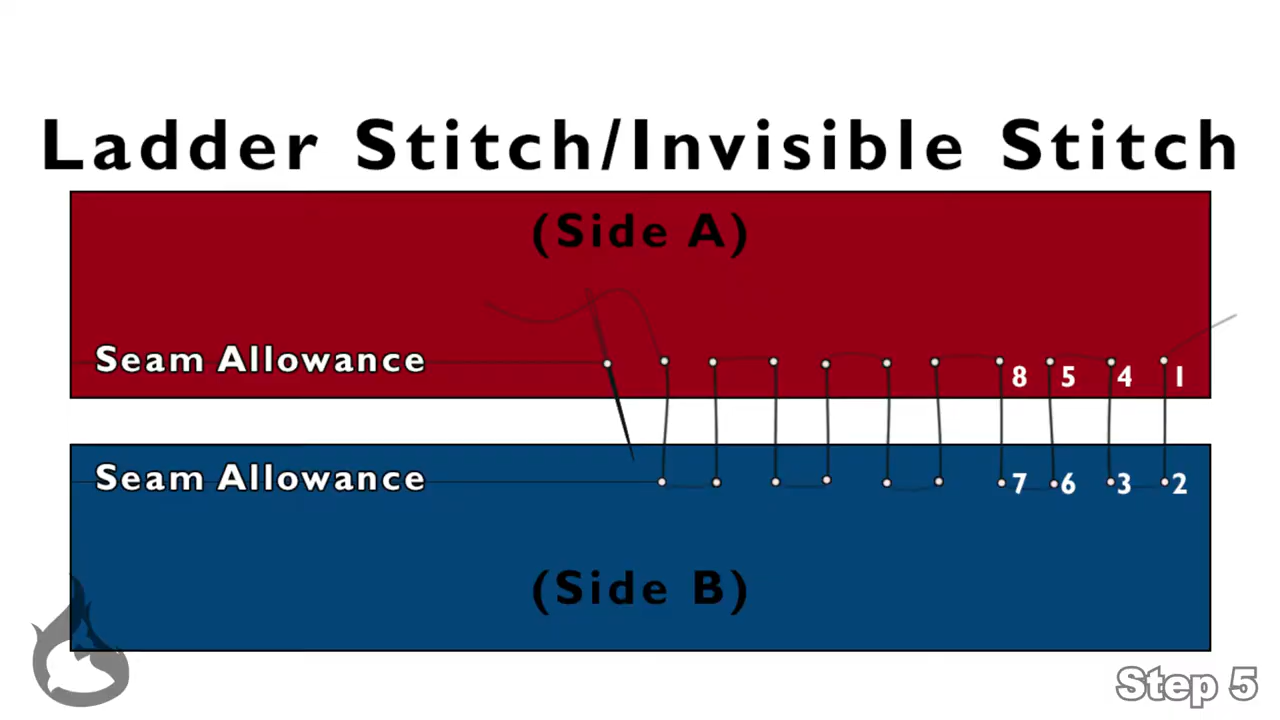 Ladder Stitch/Invisible Stitch
(Side A)
Seam Allowance
8 5 4 1
Seam Allowance
7 6 3 2
(Side B)
Step 5